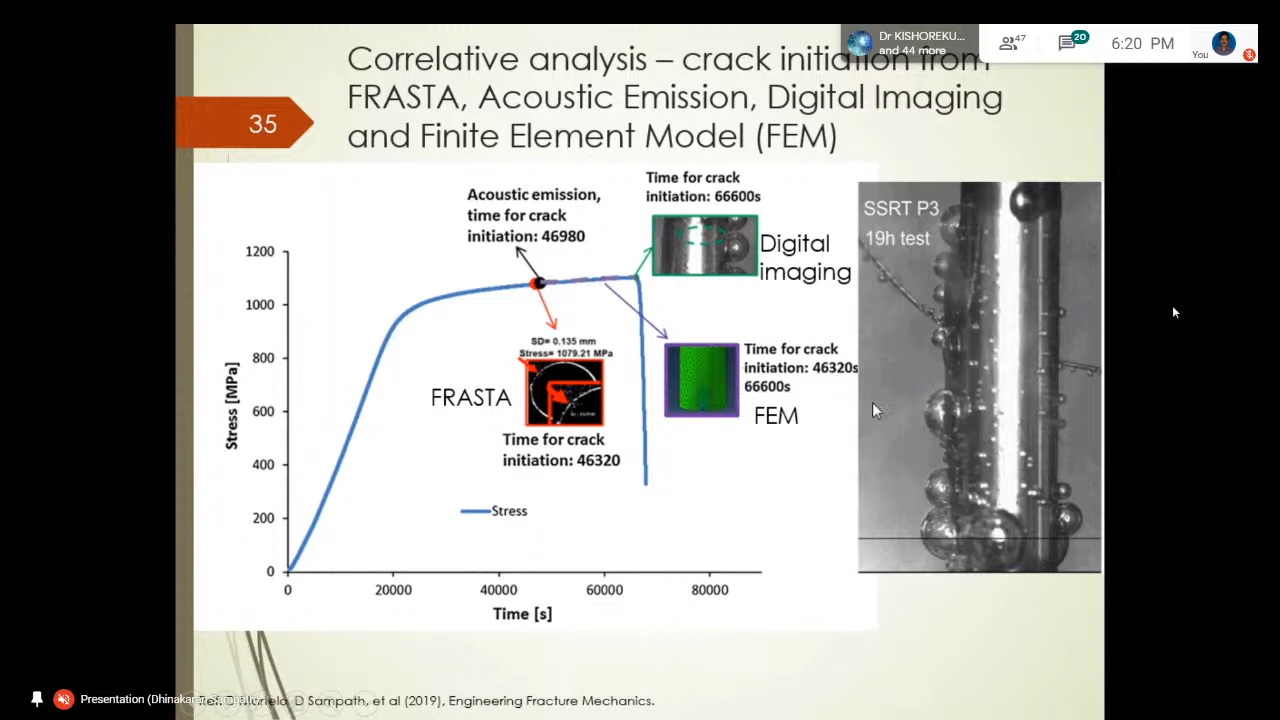 Dr KISHOREKU...
and 44 more
47
20
6:20 PM
You
35
Correlative analysis – crack initiation from
FRASTA, Acoustic Emission, Digital Imaging
and Finite Element Model (FEM)
Acoustic emission,
time for crack
initiation: 46980
Time for crack
initiation: 66600s
Digital
imaging
SSRT P3
19h test
1200
1000
800
600
400
200
0
Stress [MPa]
SD= 0.135 mm
Stress= 1079.21 MPa
FRASTA
Time for crack
initiation: 46320
Time for crack
initiation: 46320s
66600s
FEM
Stress
0
20000
40000
60000
80000
Time [s]
Presentation (Dhinakaran Sampath)
D Sampath, et al (2019), Engineering Fracture Mechanics.